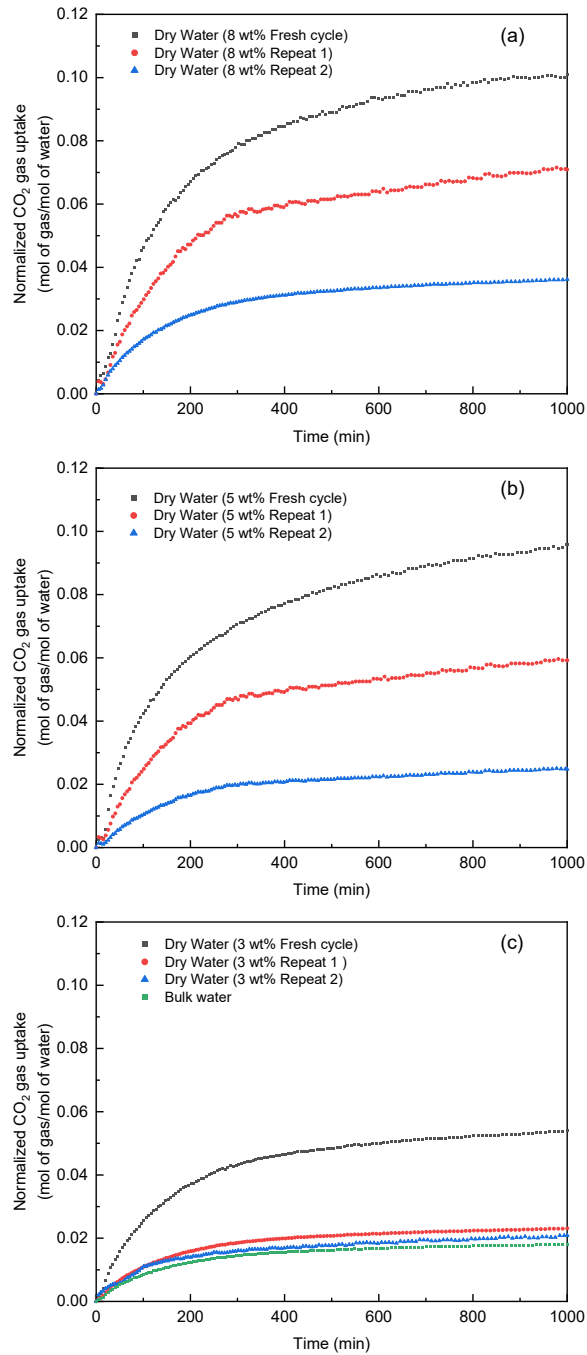 (a)
Dry Water (8 wt% Fresh cycle)
Dry Water (8 wt% Repeat 1)
Dry Water (8 wt% Repeat 2)
Normalized CO₂ gas uptake
(mol of gas/mol of water)
0.12
0.10
0.08
0.06
0.04
0.02
0.00
0 200 400 600 800 1000
Time (min)
(b)
Dry Water (5 wt% Fresh cycle)
Dry Water (5 wt% Repeat 1)
Dry Water (5 wt% Repeat 2)
Normalized CO₂ gas uptake
(mol of gas/mol of water)
0.12
0.10
0.08
0.06
0.04
0.02
0.00
0 200 400 600 800 1000
Time (min)
(c)
Dry Water (3 wt% Fresh cycle)
Dry Water (3 wt% Repeat 1 )
Dry Water (3 wt% Repeat 2)
Bulk water
Normalized CO₂ gas uptake
(mol of gas/mol of water)
0.12
0.10
0.08
0.06
0.04
0.02
0.00
0 200 400 600 800 1000
Time (min)